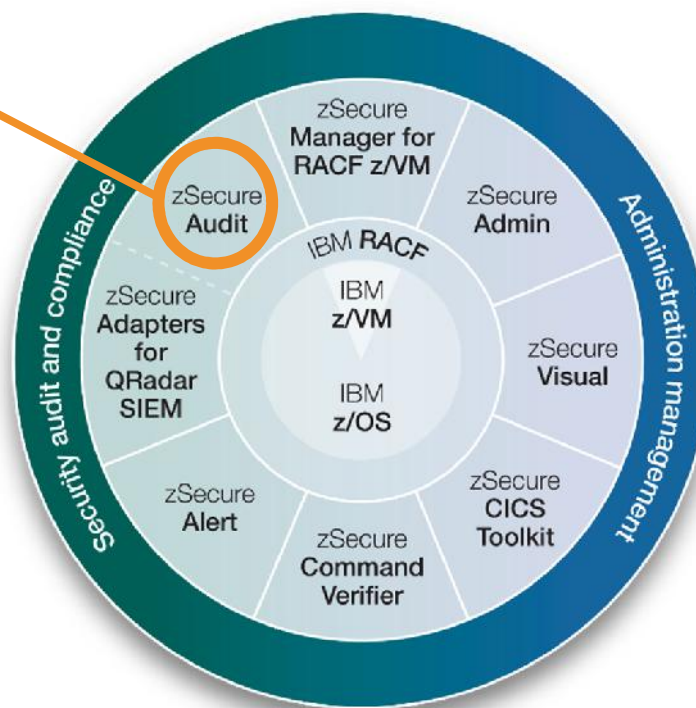 zSecure
Manager for
RACF z/VM
zSecure
Admin
zSecure
Visual
zSecure
CICS
Toolkit
zSecure
Command
Verifier
zSecure
Alert
zSecure
Adapters
for
QRadar
SIEM
zSecure
Audit
IBM RACF
IBM
z/VM
IBM
z/OS
Security audit and compliance
Administration management